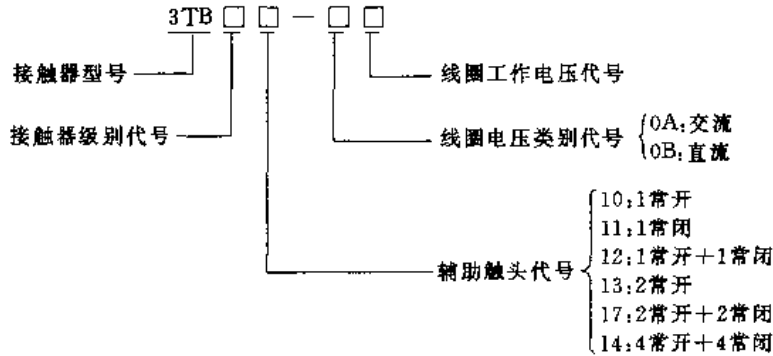 3TB□□-□□
接触器型号
线圈工作电压代号
接触器级别代号
线圈电压类别代号
0A:交流
0B:直流
辅助触头代号
10:1常开
11:1常闭
12:1常开+1常闭
13:2常开
17:2常开+2常闭
14:4常开+4常闭